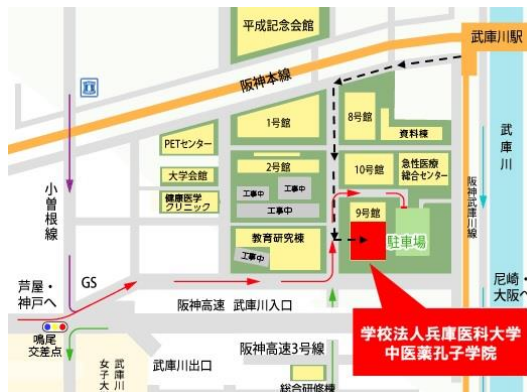 平成記念会館
武庫川駅
阪神本線
1号館
8号館
資料棟
PETセンター
大学会館
健康医学
クリニック
2号館
工事中
工事中
工事中
10号館
急性医療
総合センター
9号館
駐車場
教育研究棟
工事中
小曽根線
武庫川
阪神武庫川線
芦屋・
神戸へ
GS
尼崎・
大阪へ
阪神高速 武庫川入口
鳴尾
交差点
武庫川
女子大
武庫川出口
阪神高速3号線
総合研修棟
学校法人兵庫医科大学
中医薬孔子学院